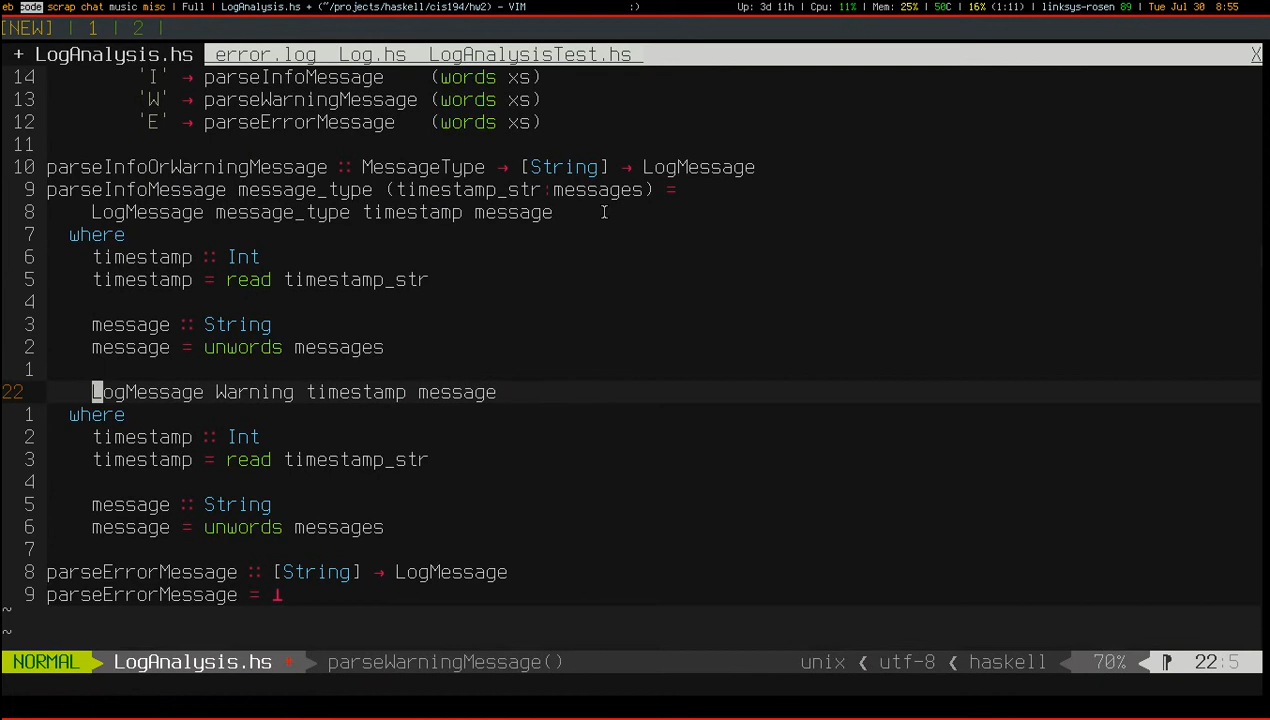 eb code scrap chat music misc | Full | LogAnalysis.hs + (~/projects/haskell/cis194/hw2) - VIM :) Up: 3d 11h | Cpu: 11% | Mem: 25% | 50C | 16% (1:11) | linksys-rosen 89 | Tue Jul 30 8:55
[NEW] | 1 | 2 |
+ LogAnalysis.hs error.log Log.hs LogAnalysisTest.hs X
14 'I' → parseInfoMessage (words xs)
13 'W' → parseWarningMessage (words xs)
12 'E' → parseErrorMessage (words xs)
11
10 parseInfoOrWarningMessage :: MessageType → [String] → LogMessage
9 parseInfoMessage message_type (timestamp_str:messages) =
8 LogMessage message_type timestamp message
7 where
6 timestamp :: Int
5 timestamp = read timestamp_str
4
3 message :: String
2 message = unwords messages
1
22 LogMessage Warning timestamp message
1 where
2 timestamp :: Int
3 timestamp = read timestamp_str
4
5 message :: String
6 message = unwords messages
7
8 parseErrorMessage :: [String] → LogMessage
9 parseErrorMessage = ⊥
~
~
NORMAL LogAnalysis.hs + parseWarningMessage() unix utf-8 haskell 70% 22:5